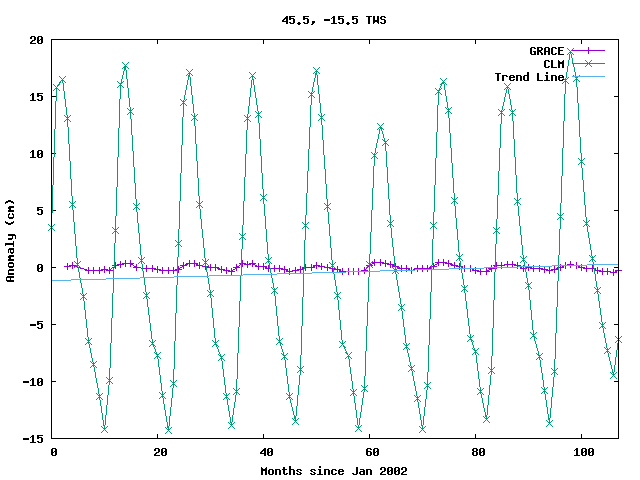 45.5, -15.5 TWS
GRACE
CLM
Trend Line
20
15
10
5
0
-5
-10
-15
Anomaly (cm)
0 20 40 60 80 100
Months since Jan 2002